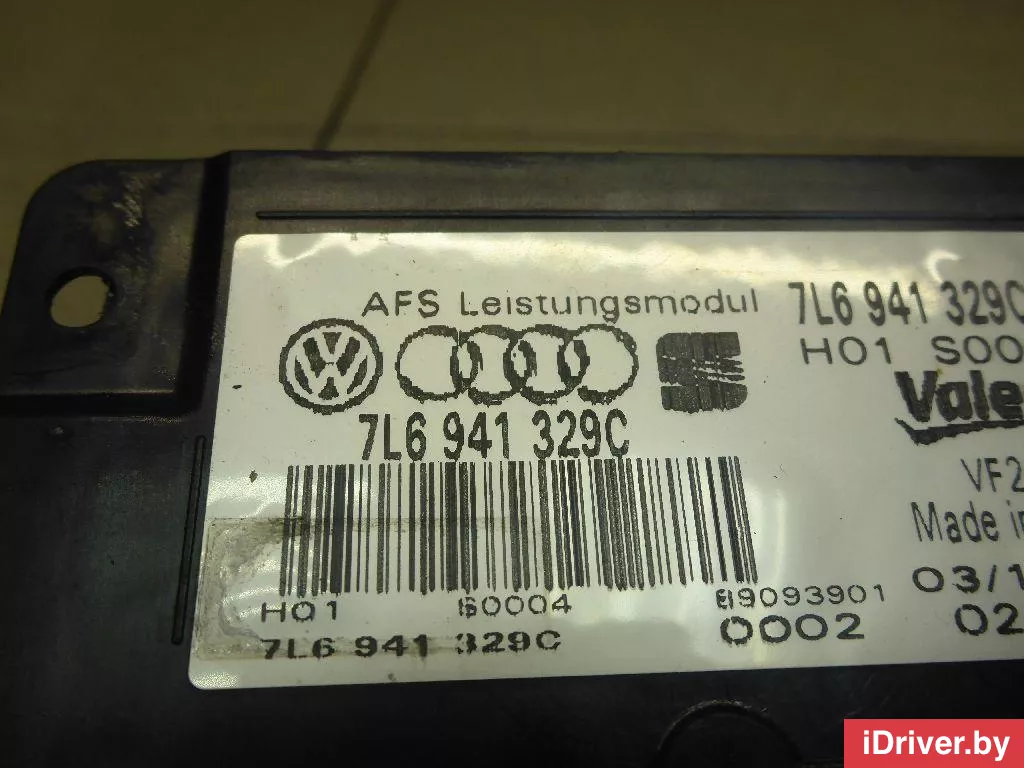 AFS Leistungsmodul
7L6 941 329C
7L6 941 329C
H01 S00
Vale
VF2
Made in
03/1
02
H01 S0004
89093901
7L6 941 329C
0002
iDriver.by